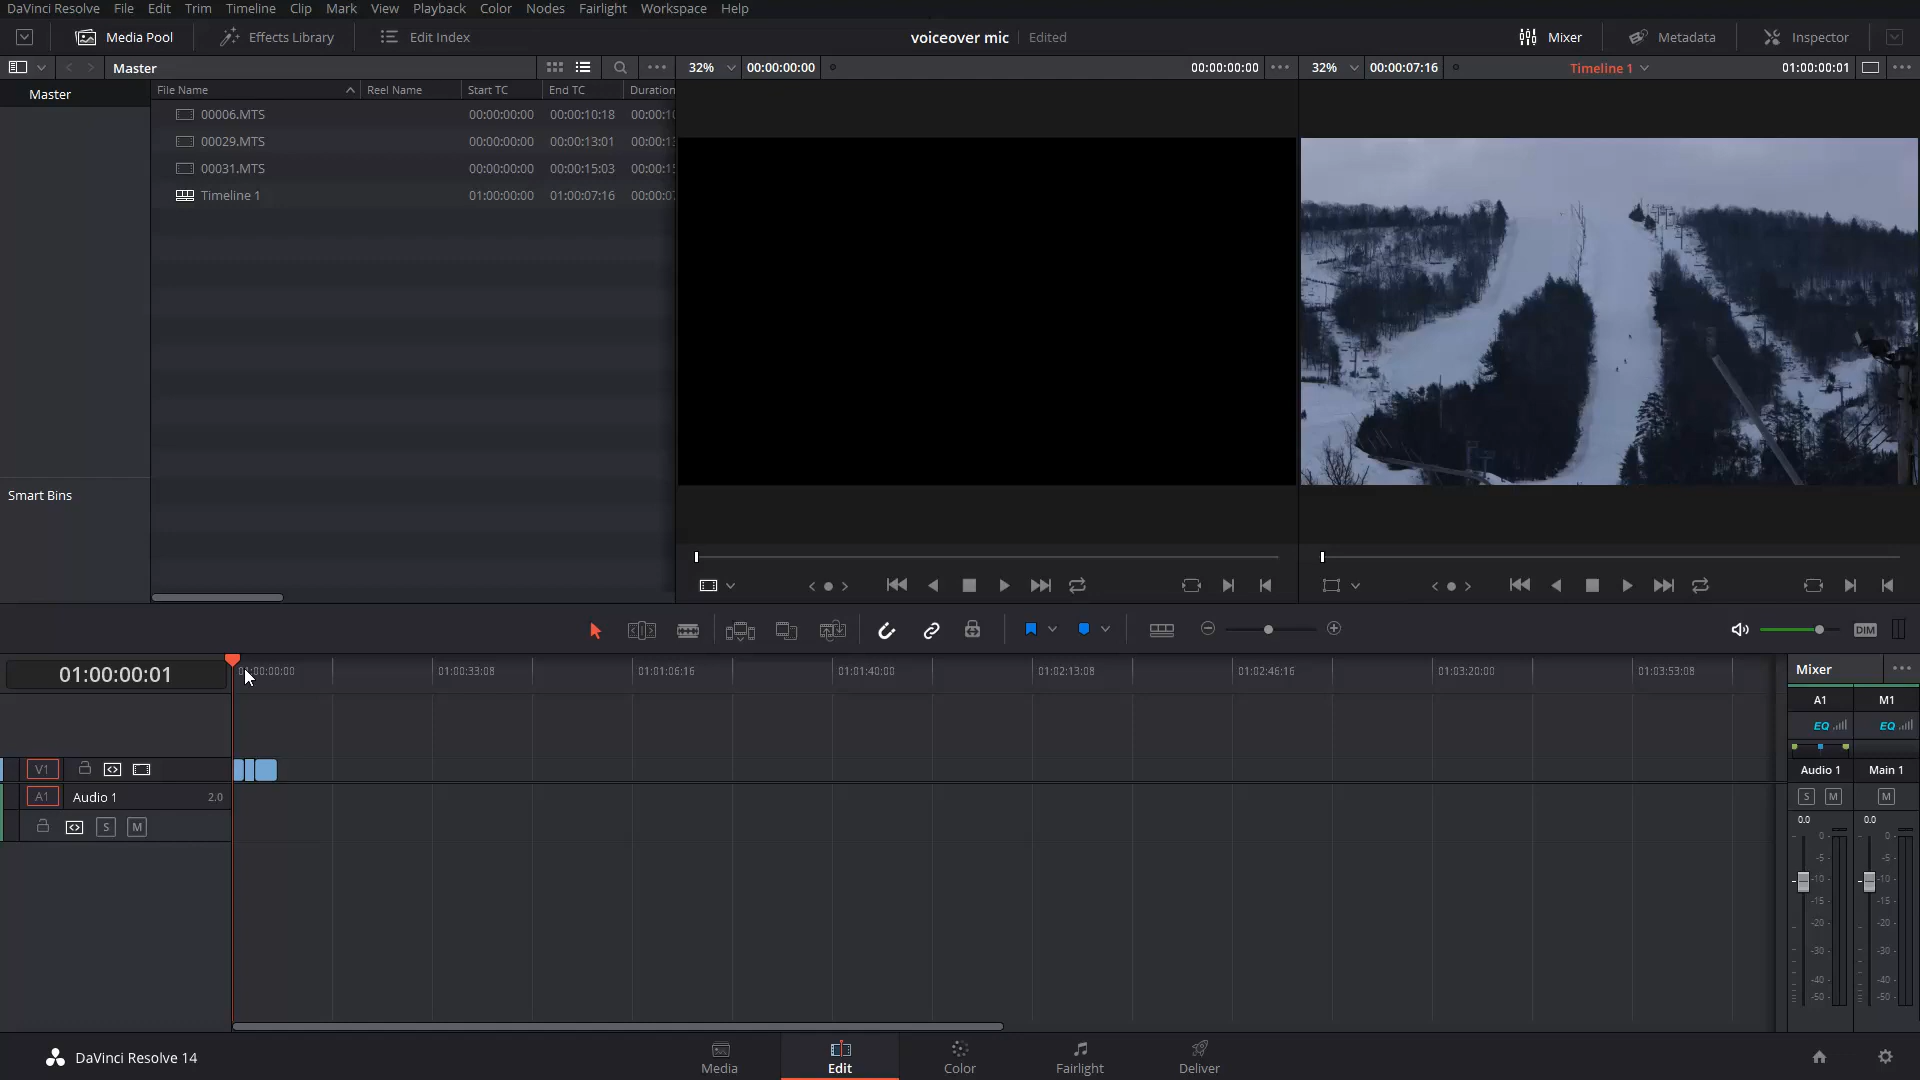 DaVinci Resolve File Edit Trim Timeline Clip Mark View Playback Color Nodes Fairlight Workspace Help
Media Pool Effects Library Edit Index voiceover mic Edited Mixer Metadata Inspector
Master 32% 00:00:00:00 00:00:00:00 32% 00:00:07:16 Timeline 1 01:00:00:01
Master
File Name Reel Name Start TC End TC Duration
00006.MTS 00:00:00:00 00:00:10:18 00:00:10
00029.MTS 00:00:00:00 00:00:13:01 00:00:13
00031.MTS 00:00:00:00 00:00:15:03 00:00:15
Timeline 1 01:00:00:00 01:00:07:16 00:00:07
Smart Bins
DIM
01:00:00:01 01:00:00:00 01:00:33:08 01:01:06:16 01:01:40:00 01:02:13:08 01:02:46:16 01:03:20:00 01:03:53:08
Mixer
A1 M1
EQ EQ
V1 Audio 1 Main 1
A1 Audio 1 2.0 S M M
S M
0.0 0.0
0 0
-5 -5
-10 -10
-15 -15
-20 -20
-30 -30
-40 -40
-50 -50
DaVinci Resolve 14 Media Edit Color Fairlight Deliver